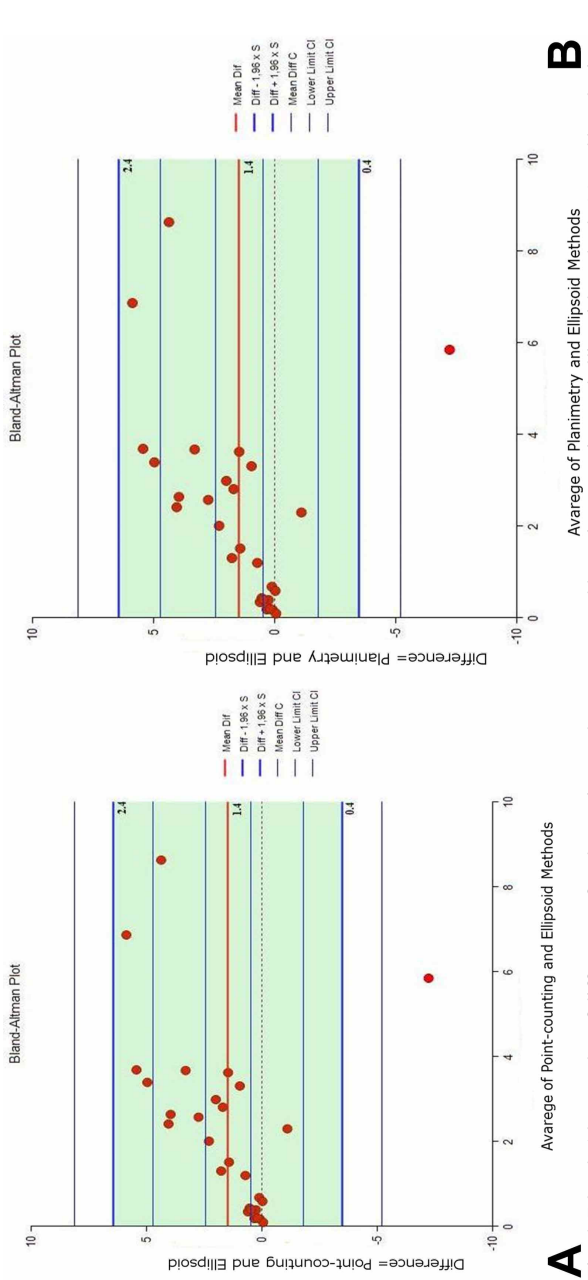 Bland-Altman Plot
Difference= Point-counting and Ellipsoid
10
5
0
-5
-10
2.4
1.4
0.4
0 2 4 6 8 10
Avarege of Point-counting and Ellipsoid Methods
Mean Dif
Diff - 1,96 x S
Diff + 1,96 x S
Mean Diff C
Lower Limit CI
Upper Limit CI
A
Bland-Altman Plot
Difference= Planimetry and Ellipsoid
10
5
0
-5
-10
2.4
1.4
0.4
0 2 4 6 8 10
Avarege of Planimetry and Ellipsoid Methods
Mean Dif
Diff - 1,96 x S
Diff + 1,96 x S
Mean Diff C
Lower Limit CI
Upper Limit CI
B